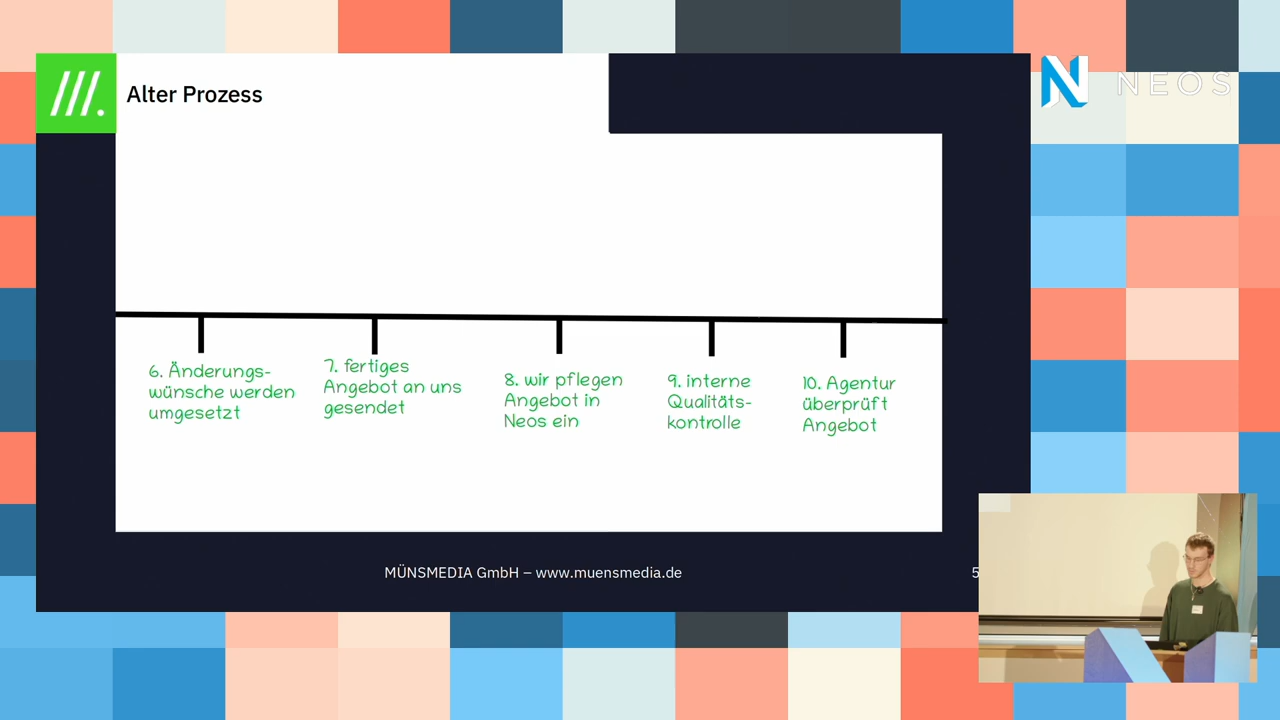 Alter Prozess
NEOS
6. Änderungs-
wünsche werden
umgesetzt
7. fertiges
Angebot an uns
gesendet
8. wir pflegen
Angebot in
Neos ein
9. interne
Qualitäts-
kontrolle
10. Agentur
überprüft
Angebot
MÜNSMEDIA GmbH – www.muensmedia.de
5